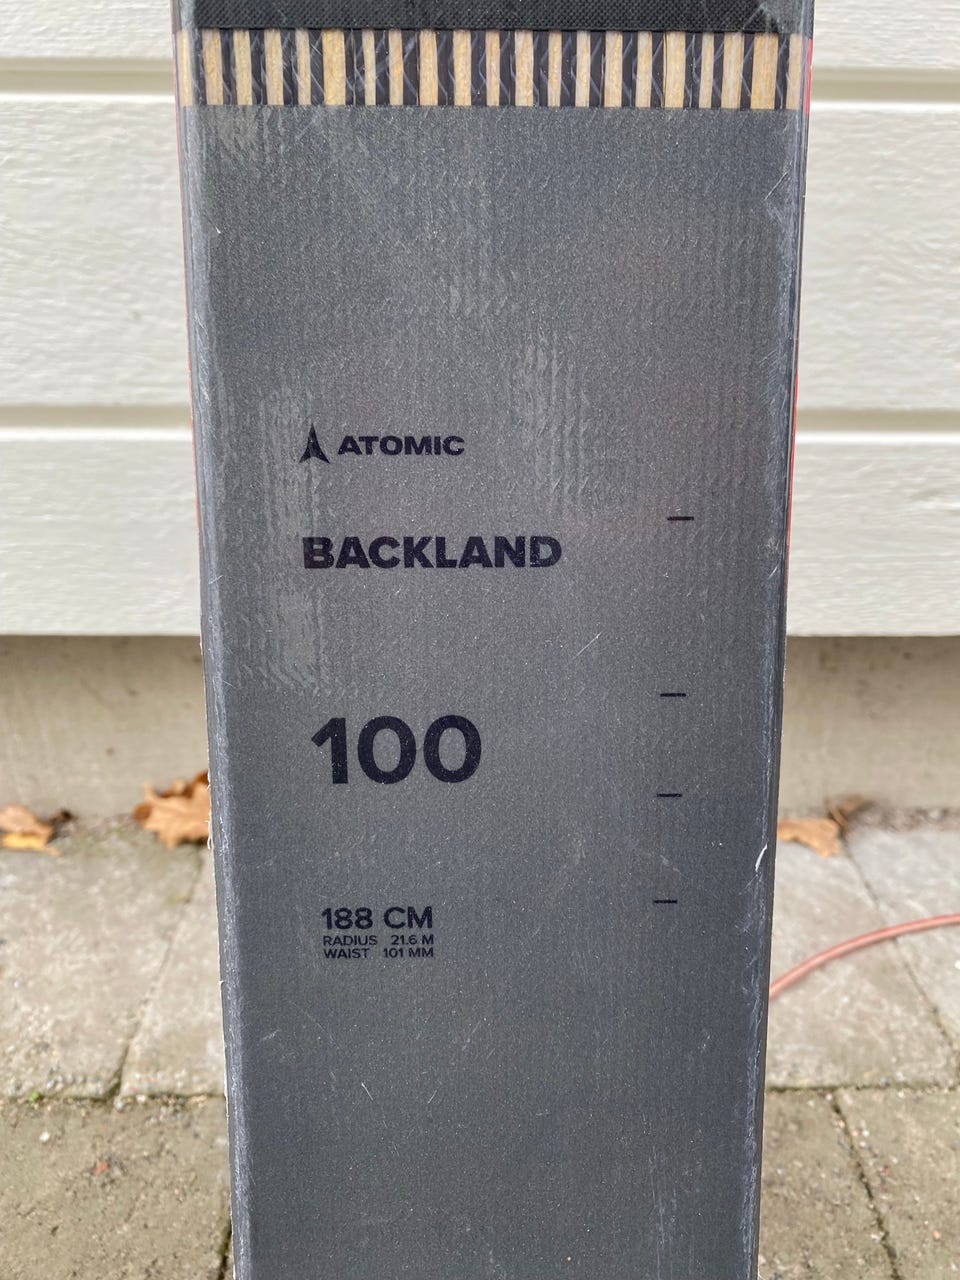 ATOMIC
BACKLAND
100
188 CM
RADIUS 21.6 M
WAIST 101 MM